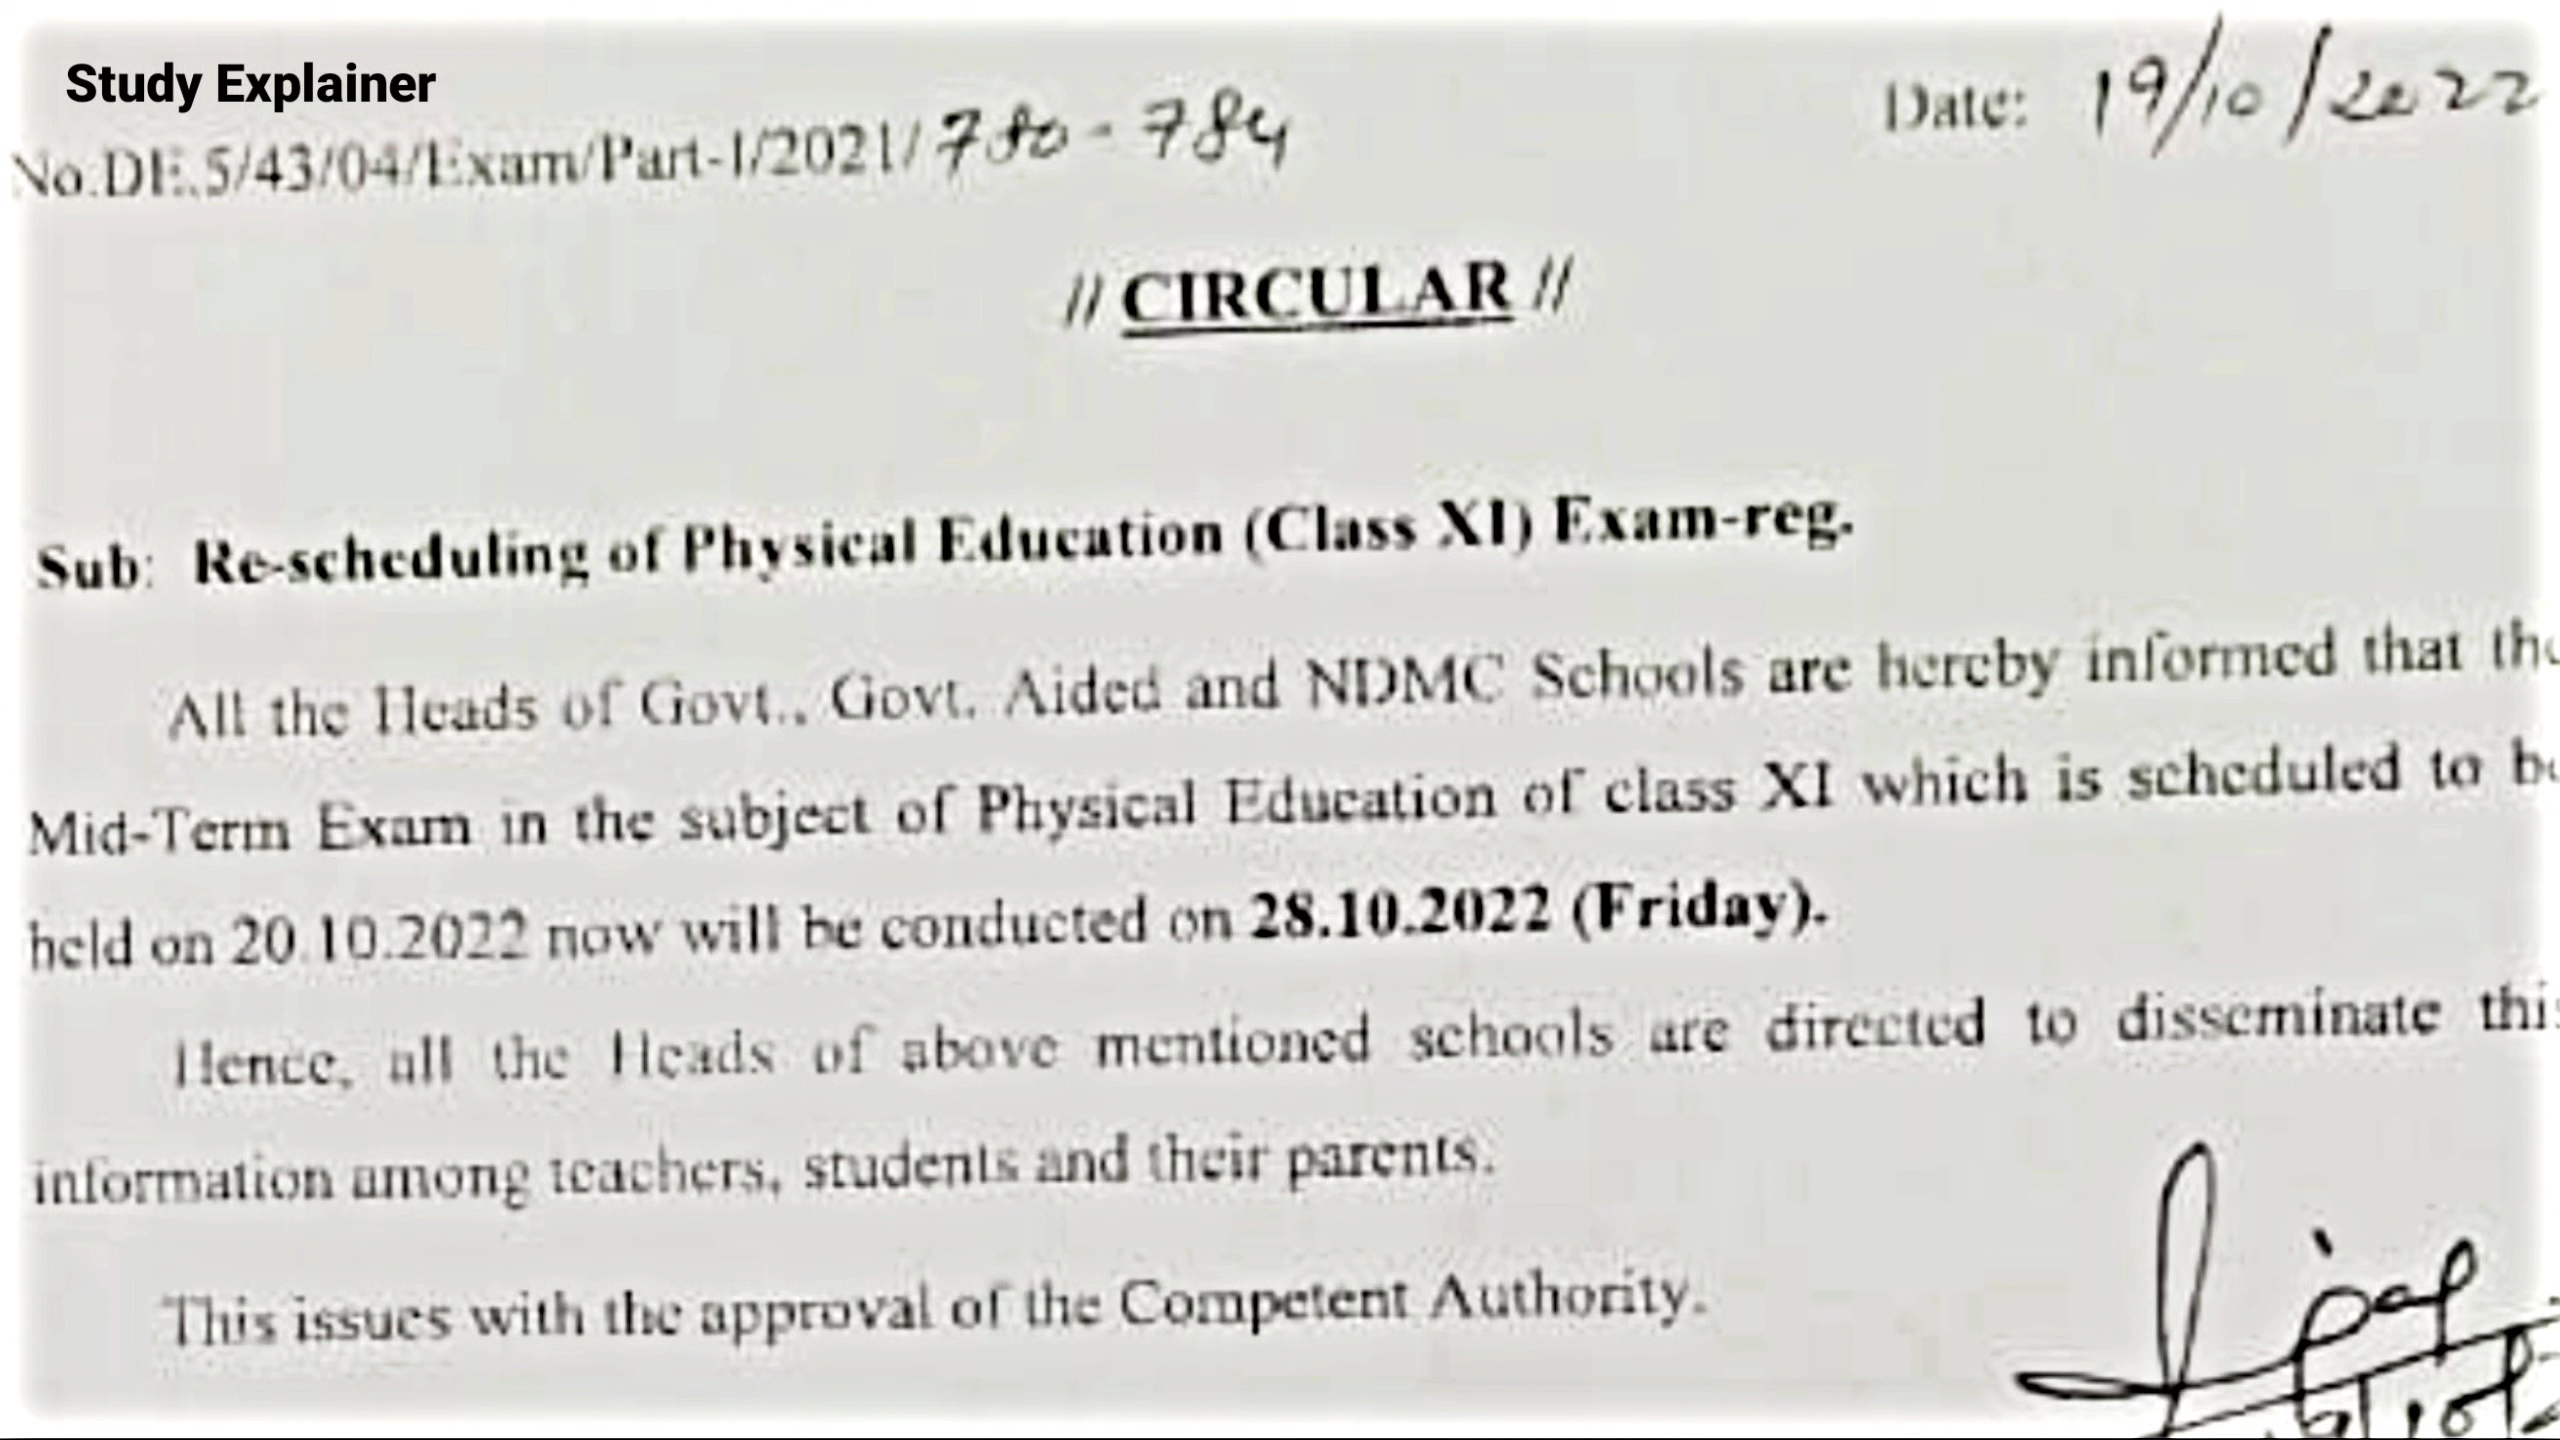 Study Explainer
Date: 19/10/2022
No.DE.5/43/04/Exam/Part-I/2021/780-784
// CIRCULAR //
Sub: Re-scheduling of Physical Education (Class XI) Exam-reg.
All the Heads of Govt., Govt. Aided and NDMC Schools are hereby informed that the
Mid-Term Exam in the subject of Physical Education of class XI which is scheduled to be
held on 20.10.2022 now will be conducted on 28.10.2022 (Friday).
Hence, all the Heads of above mentioned schools are directed to disseminate this
information among teachers, students and their parents.
This issues with the approval of the Competent Authority.